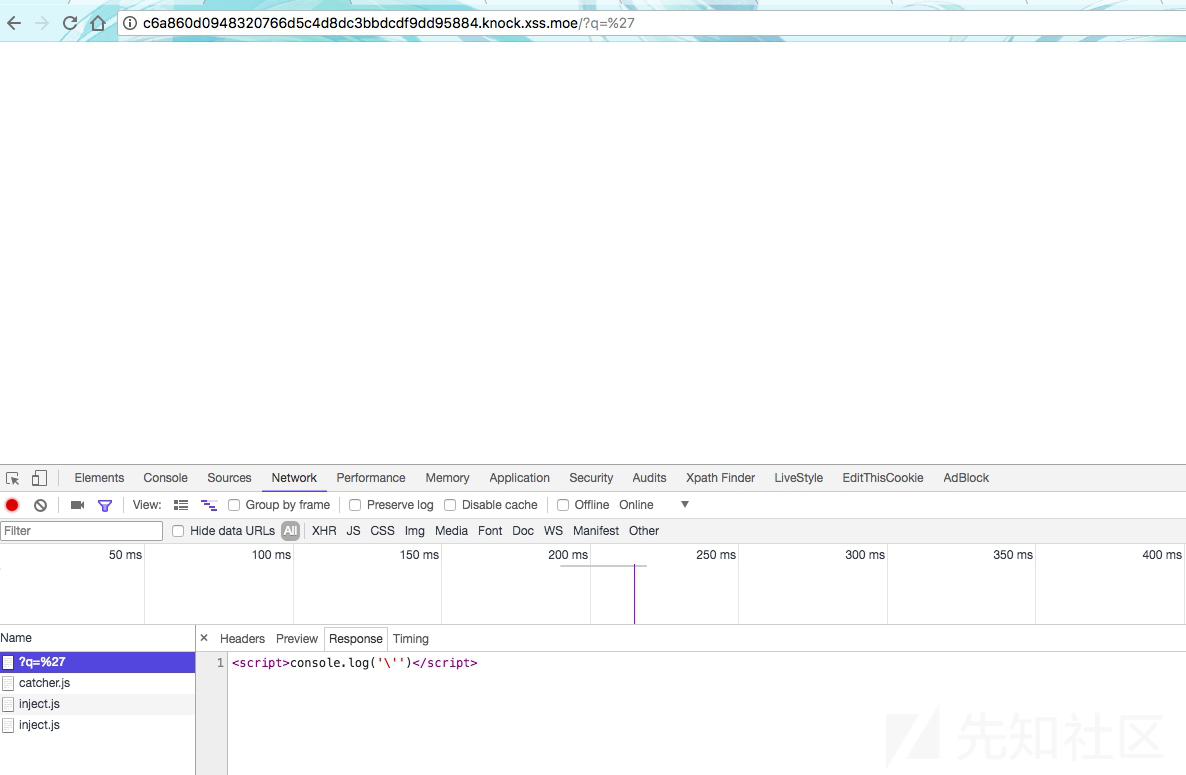 c6a860d0948320766d5c4d8dc3bbdcdf9dd95884.knock.xss.moe/?q=%27
Elements Console Sources Network Performance Memory Application Security Audits Xpath Finder LiveStyle EditThisCookie AdBlock
View: Group by frame Preserve log Disable cache Offline Online
Filter Hide data URLs All XHR JS CSS Img Media Font Doc WS Manifest Other
50 ms 100 ms 150 ms 200 ms 250 ms 300 ms 350 ms 400 ms
Name × Headers Preview Response Timing
?q=%27 1 <script>console.log('\'')</script>
catcher.js
inject.js
inject.js
先知社区